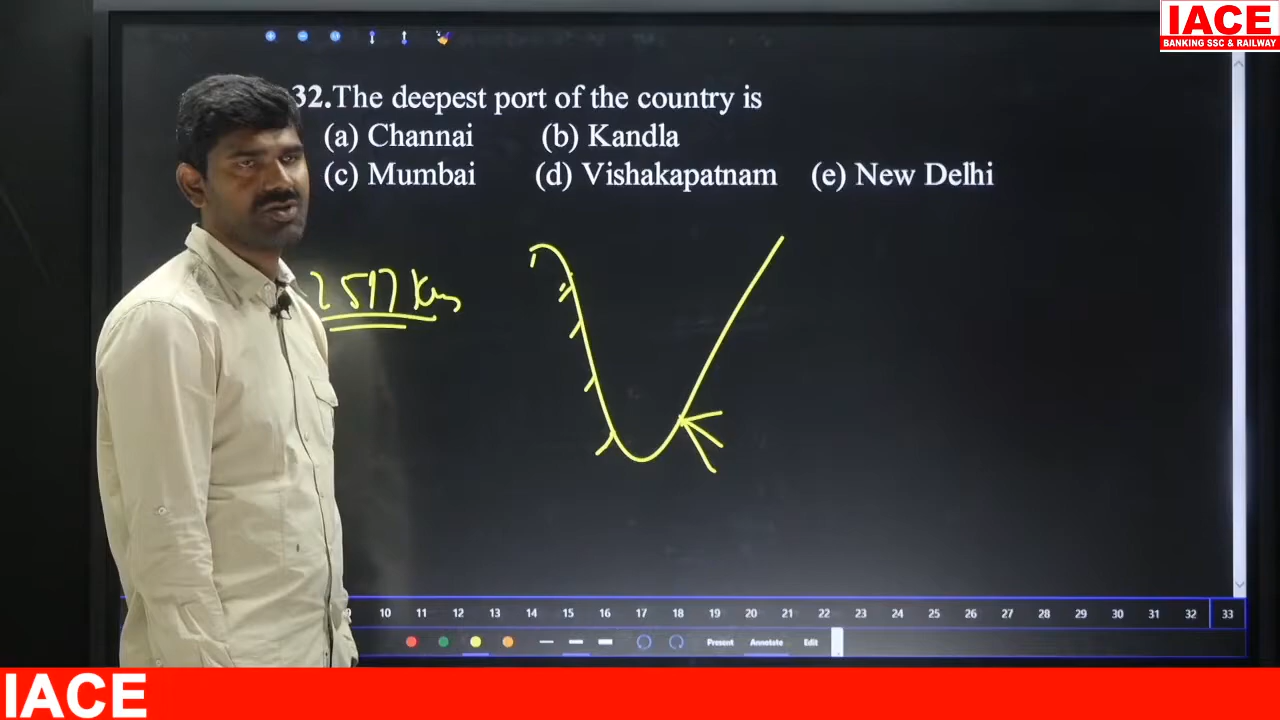 IACE
BANKING SSC & RAILWAY
32.The deepest port of the country is
(a) Channai (b) Kandla
(c) Mumbai (d) Vishakapatnam (e) New Delhi
7517 Km
9 10 11 12 13 14 15 16 17 18 19 20 21 22 23 24 25 26 27 28 29 30 31 32 33
Present Annotate Edit
IACE